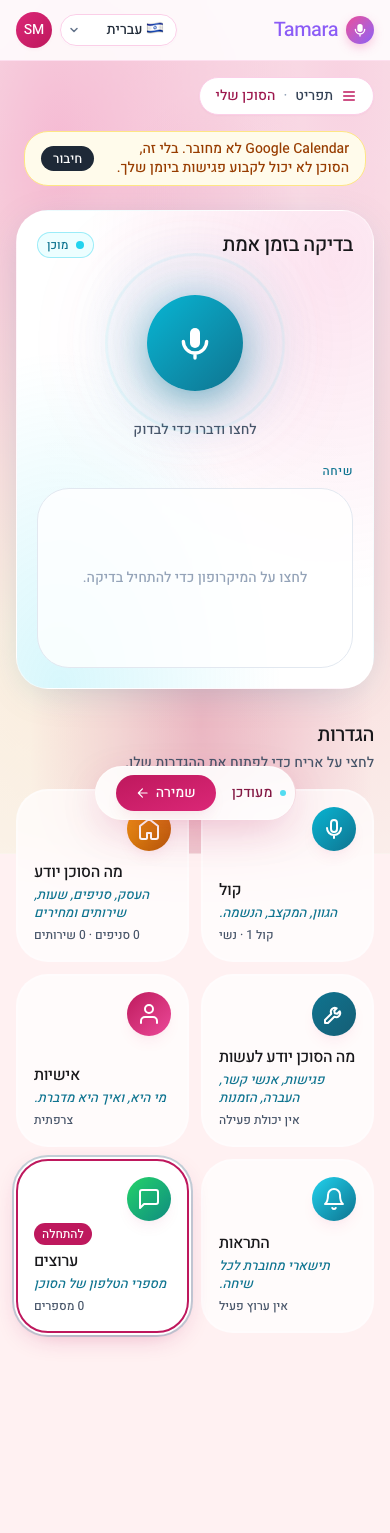 Tamara
🇮🇱 עברית
SM
תפריט · הסוכן שלי
Google Calendar לא מחובר. בלי זה,
הסוכן לא יכול לקבוע פגישות ביומן שלך.
חיבור
בדיקה בזמן אמת
מוכן
לחצו ודברו כדי לבדוק
שיחה
לחצו על המיקרופון כדי להתחיל בדיקה.
הגדרות
לחצי על אריח כדי לפתוח את ההגדרות שלו.
מעודכן
שמירה ←
קול
הגוון, המקצב, הנשמה.
קול 1 · נשי
מה הסוכן יודע
העסק, סניפים, שעות,
שירותים ומחירים
0 סניפים · 0 שירותים
מה הסוכן יודע לעשות
פגישות, אנשי קשר,
העברה, הזמנות
אין יכולת פעילה
אישיות
מי היא, ואיך היא מדברת.
צרפתית
התראות
תישארי מחוברת לכל
שיחה.
אין ערוץ פעיל
להתחלה
ערוצים
מספרי הטלפון של הסוכן
0 מספרים